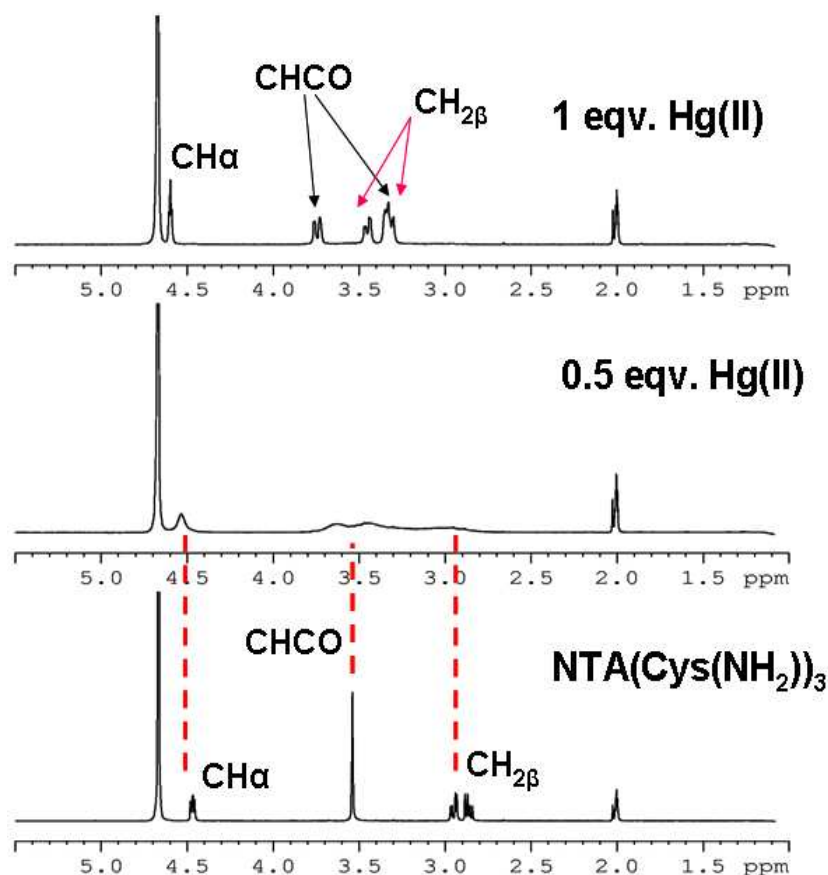 CHCO
CH₂β
1 eqv. Hg(II)
CHα
5.0 4.5 4.0 3.5 3.0 2.5 2.0 1.5 ppm
0.5 eqv. Hg(II)
5.0 4.5 4.0 3.5 3.0 2.5 2.0 1.5 ppm
CHCO
NTA(Cys(NH₂))₃
CHα
CH₂β
5.0 4.5 4.0 3.5 3.0 2.5 2.0 1.5 ppm